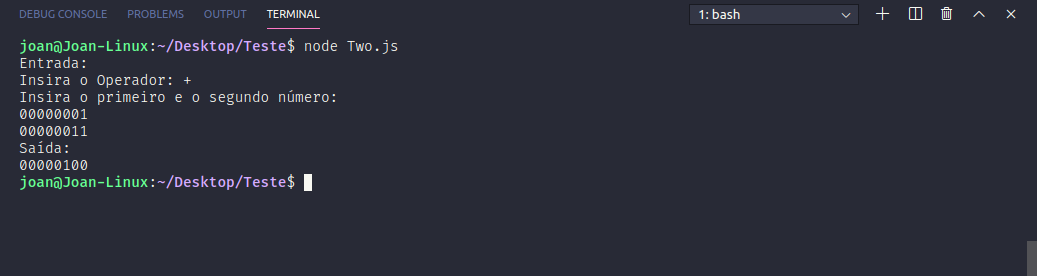 DEBUG CONSOLE PROBLEMS OUTPUT TERMINAL 1: bash
joan@Joan-Linux:~/Desktop/Teste$ node Two.js
Entrada:
Insira o Operador: +
Insira o primeiro e o segundo número:
00000001
00000011
Saída:
00000100
joan@Joan-Linux:~/Desktop/Teste$